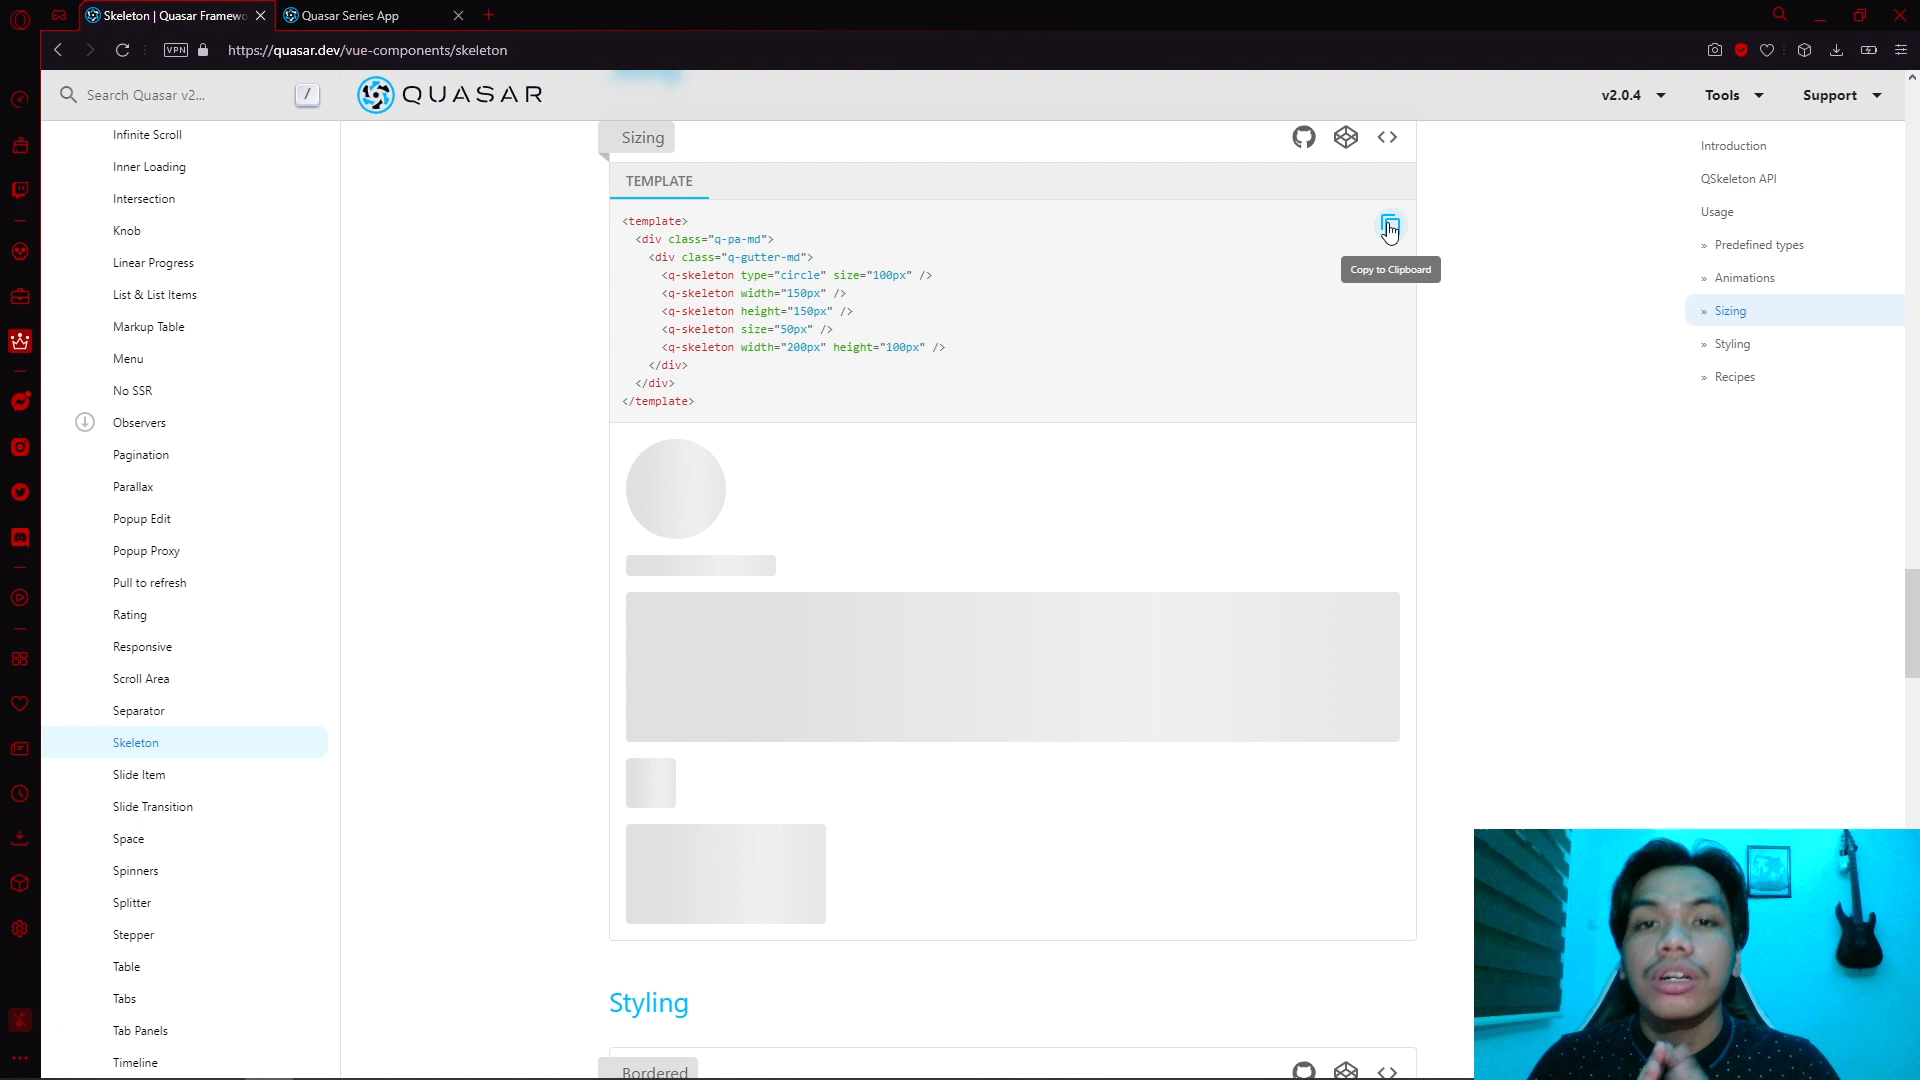 Skeleton | Quasar Framewo
Quasar Series App
VPN
https://quasar.dev/vue-components/skeleton
Search Quasar v2...
/
QUASAR
v2.0.4
Tools
Support
Infinite Scroll
Inner Loading
Intersection
Knob
Linear Progress
List & List Items
Markup Table
Menu
No SSR
Observers
Pagination
Parallax
Popup Edit
Popup Proxy
Pull to refresh
Rating
Responsive
Scroll Area
Separator
Skeleton
Slide Item
Slide Transition
Space
Spinners
Splitter
Stepper
Table
Tabs
Tab Panels
Timeline
Sizing
TEMPLATE
<template>
<div class="q-pa-md">
<div class="q-gutter-md">
<q-skeleton type="circle" size="100px" />
<q-skeleton width="150px" />
<q-skeleton height="150px" />
<q-skeleton size="50px" />
<q-skeleton width="200px" height="100px" />
</div>
</div>
</template>
Copy to Clipboard
Styling
Bordered
Introduction
QSkeleton API
Usage
» Predefined types
» Animations
» Sizing
» Styling
» Recipes